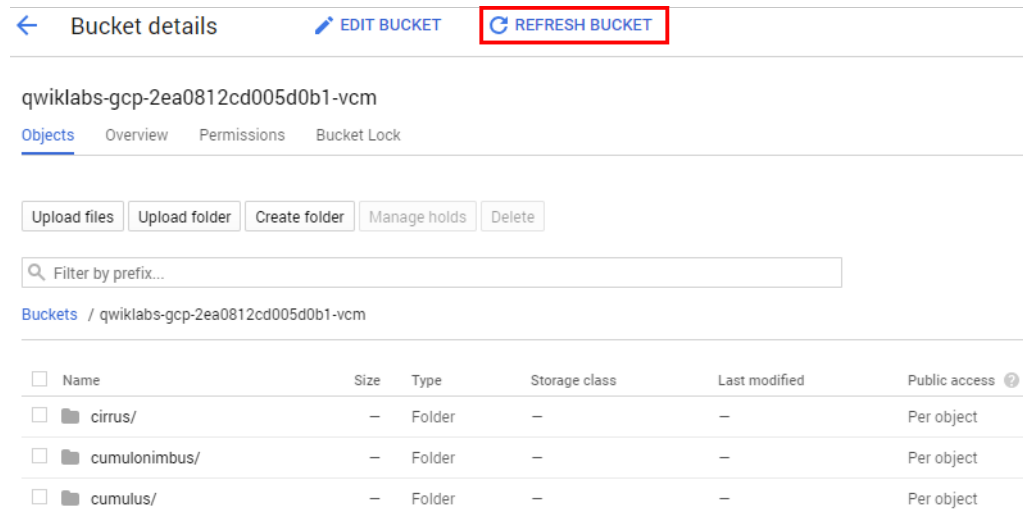 Bucket details EDIT BUCKET REFRESH BUCKET
qwiklabs-gcp-2ea0812cd005d0b1-vcm
Objects Overview Permissions Bucket Lock
Upload files Upload folder Create folder Manage holds Delete
Filter by prefix...
Buckets / qwiklabs-gcp-2ea0812cd005d0b1-vcm
Name Size Type Storage class Last modified Public access ?
cirrus/ — Folder — — Per object
cumulonimbus/ — Folder — — Per object
cumulus/ — Folder — — Per object